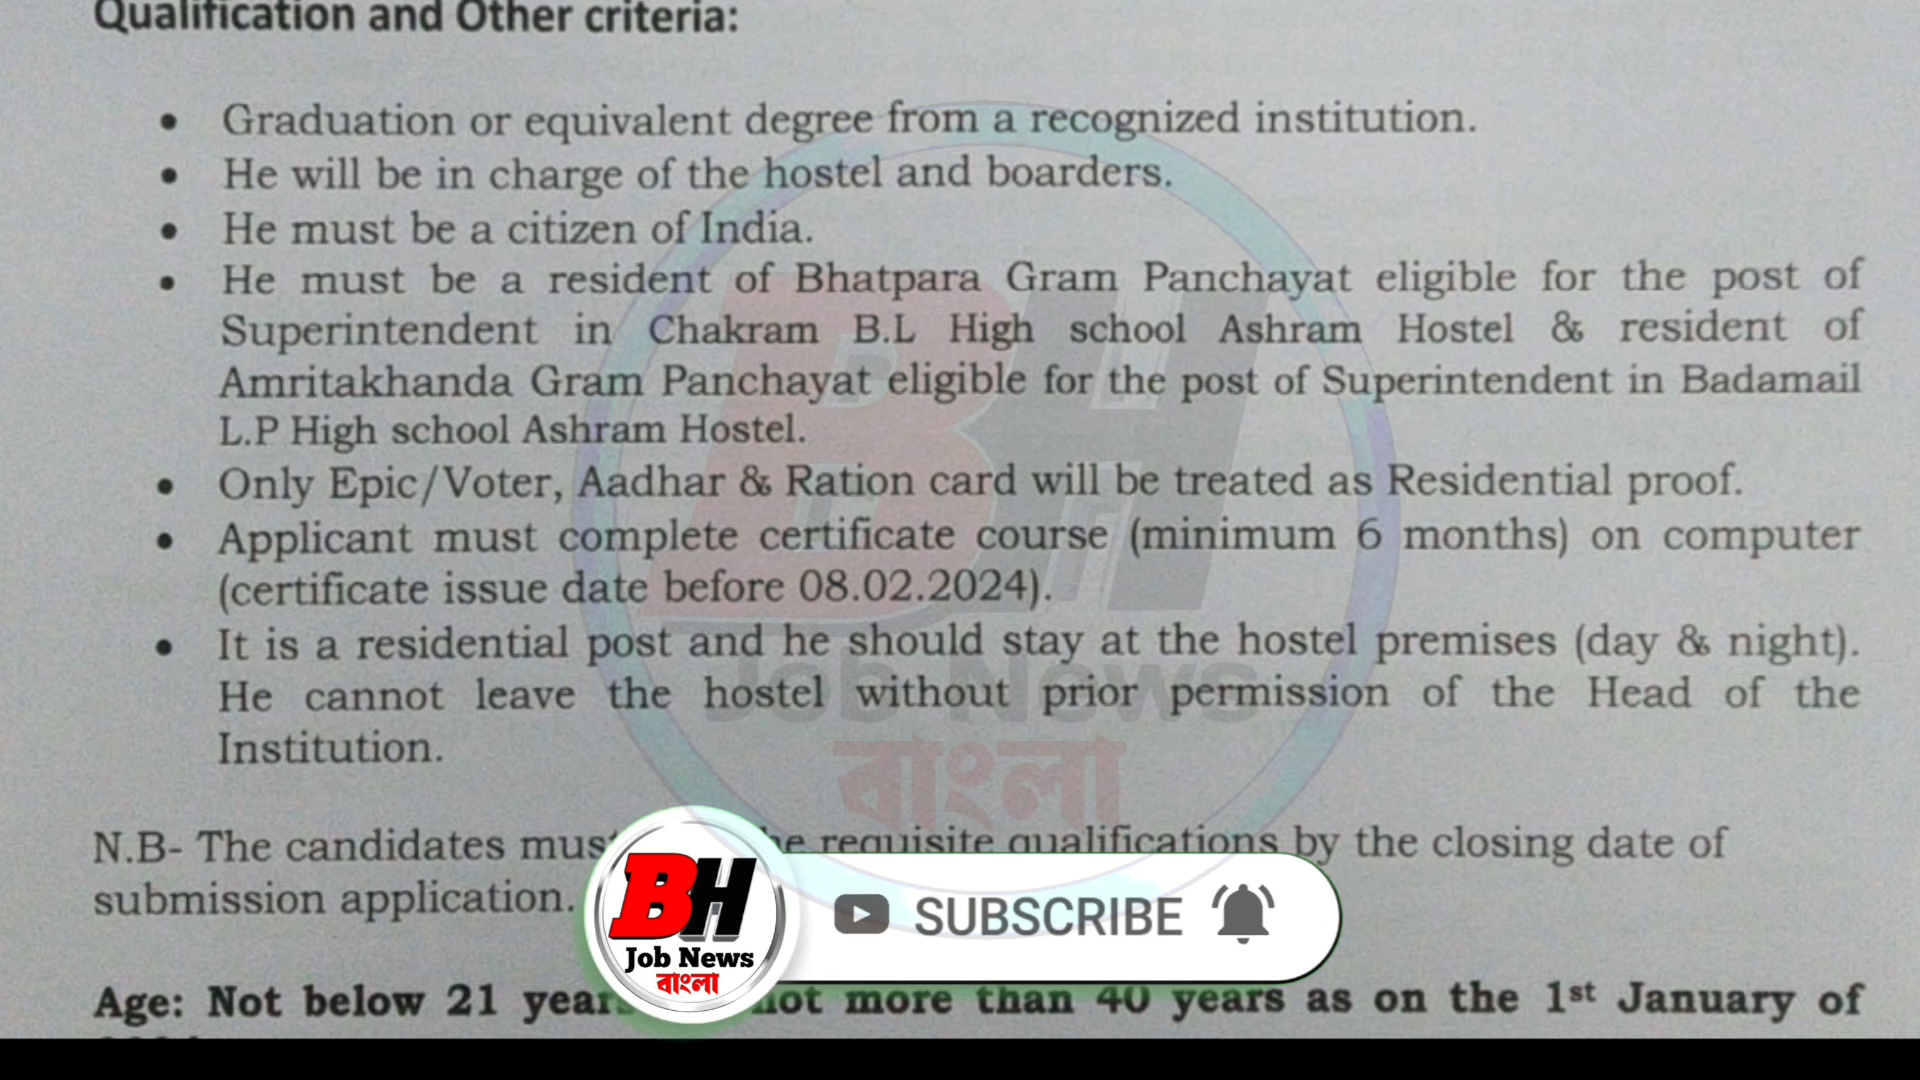 Qualification and Other criteria:
• Graduation or equivalent degree from a recognized institution.
• He will be in charge of the hostel and boarders.
• He must be a citizen of India.
• He must be a resident of Bhatpara Gram Panchayat eligible for the post of
Superintendent in Chakram B.L High school Ashram Hostel & resident of
Amritakhanda Gram Panchayat eligible for the post of Superintendent in Badamail
L.P High school Ashram Hostel.
• Only Epic/Voter, Aadhar & Ration card will be treated as Residential proof.
• Applicant must complete certificate course (minimum 6 months) on computer
(certificate issue date before 08.02.2024).
• It is a residential post and he should stay at the hostel premises (day & night).
He cannot leave the hostel without prior permission of the Head of the
Institution.
BH
Job News
বাংলা
N.B- The candidates must requisite qualifications by the closing date of
submission application.
BH
Job News
বাংলা
SUBSCRIBE
Age: Not below 21 years not more than 40 years as on the 1st January of